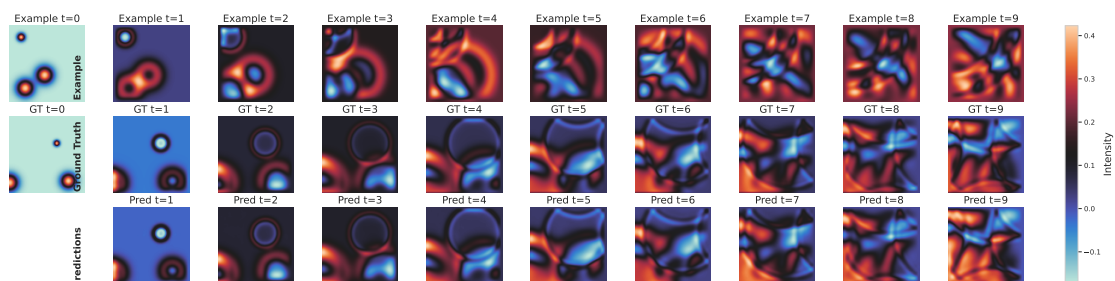 Example t=0 Example t=1 Example t=2 Example t=3 Example t=4 Example t=5 Example t=6 Example t=7 Example t=8 Example t=9
Example
GT t=0 GT t=1 GT t=2 GT t=3 GT t=4 GT t=5 GT t=6 GT t=7 GT t=8 GT t=9
Ground Truth
Pred t=1 Pred t=2 Pred t=3 Pred t=4 Pred t=5 Pred t=6 Pred t=7 Pred t=8 Pred t=9
redictions
0.4
0.3
0.2
0.1
0.0
−0.1
Intensity